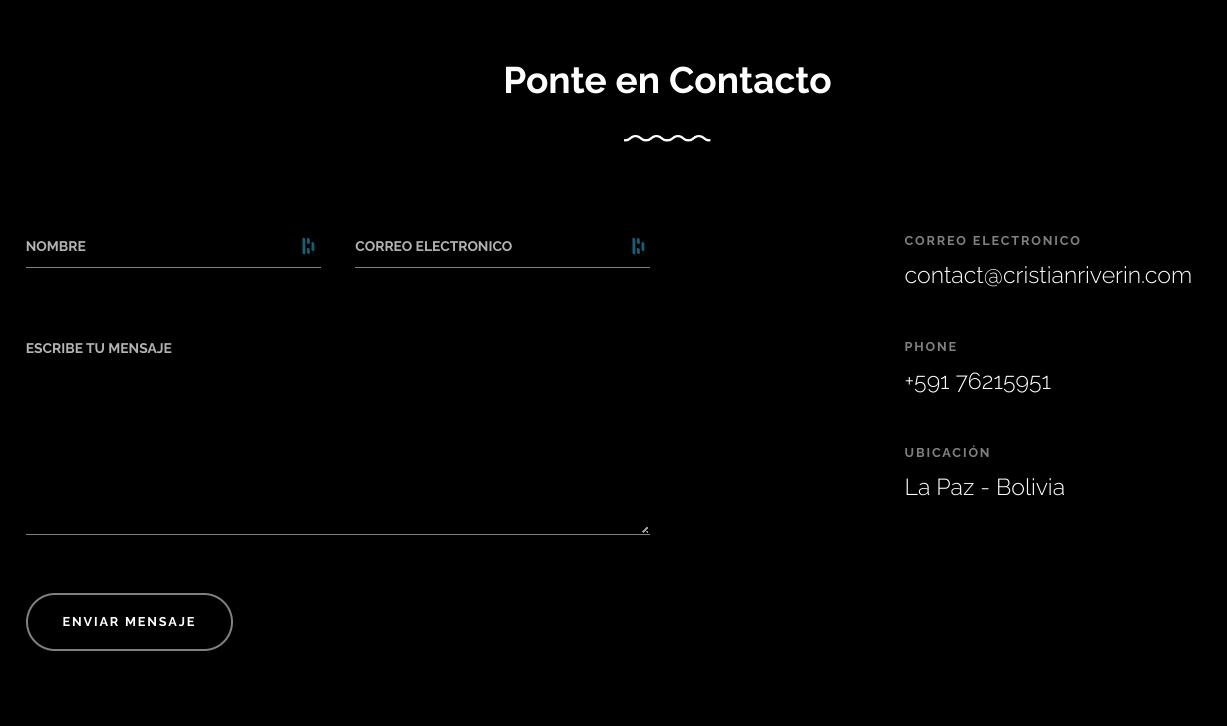 Ponte en Contacto
NOMBRE
CORREO ELECTRONICO
ESCRIBE TU MENSAJE
ENVIAR MENSAJE
CORREO ELECTRONICO
contact@cristianriverin.com
PHONE
+591 76215951
UBICACIÓN
La Paz - Bolivia